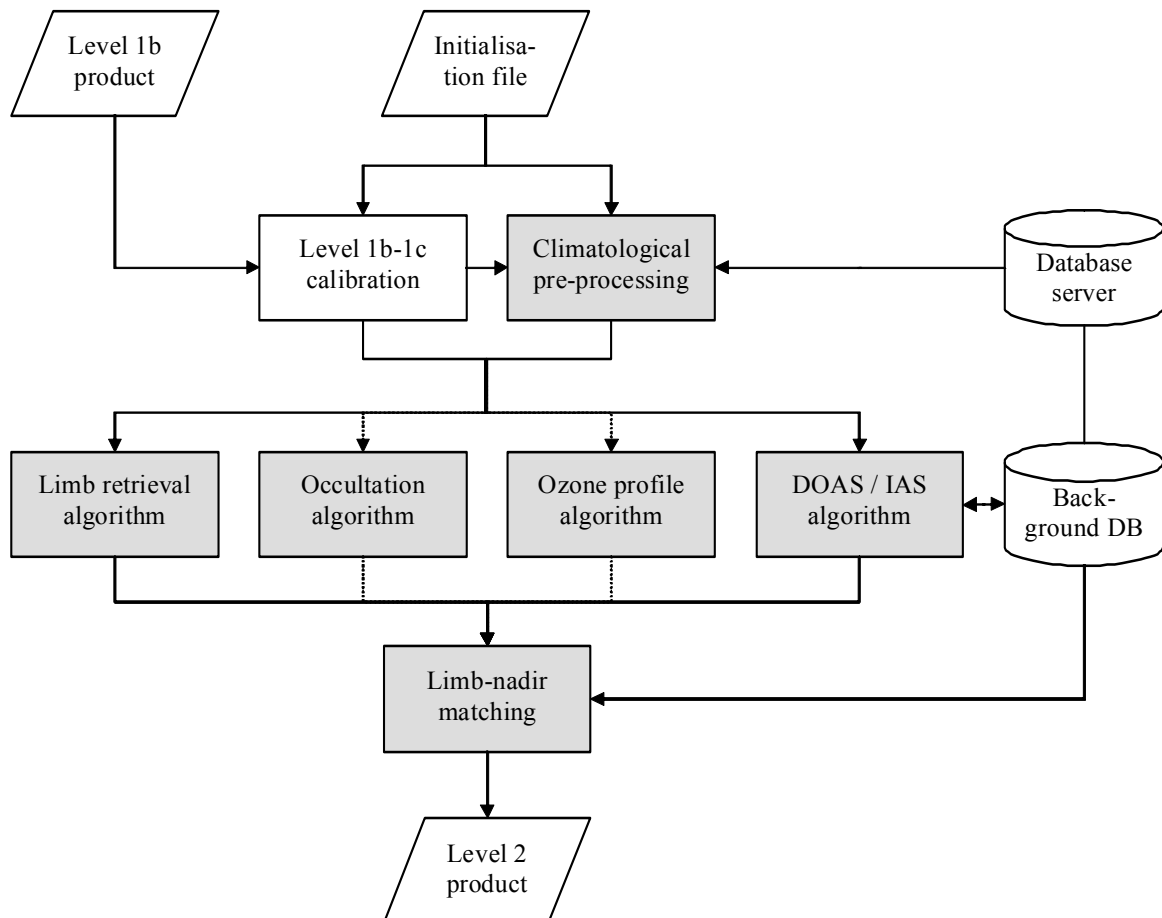 Level 1b
product
Initialisa-
tion file
Level 1b-1c
calibration
Climatological
pre-processing
Database
server
Limb retrieval
algorithm
Occultation
algorithm
Ozone profile
algorithm
DOAS / IAS
algorithm
Back-
ground DB
Limb-nadir
matching
Level 2
product